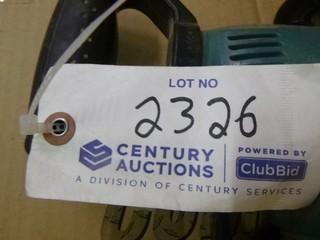 LOT NO
2326
CENTURY AUCTIONS
POWERED BY
ClubBid
A DIVISION OF CENTURY SERVICES